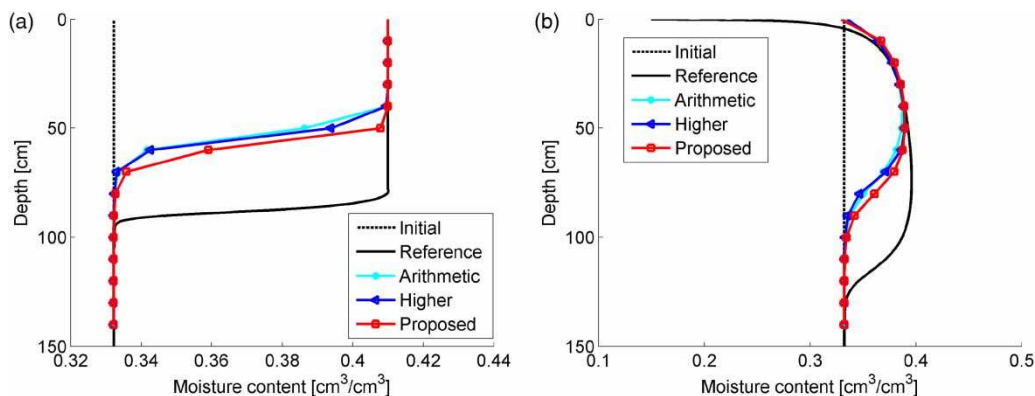 (a)
0
50
100
150
Depth [cm]
0.32 0.34 0.36 0.38 0.4 0.42 0.44
Moisture content [cm³/cm³]
Initial
Reference
Arithmetic
Higher
Proposed
(b)
0
50
100
150
Depth [cm]
0.1 0.2 0.3 0.4 0.5
Moisture content [cm³/cm³]
Initial
Reference
Arithmetic
Higher
Proposed